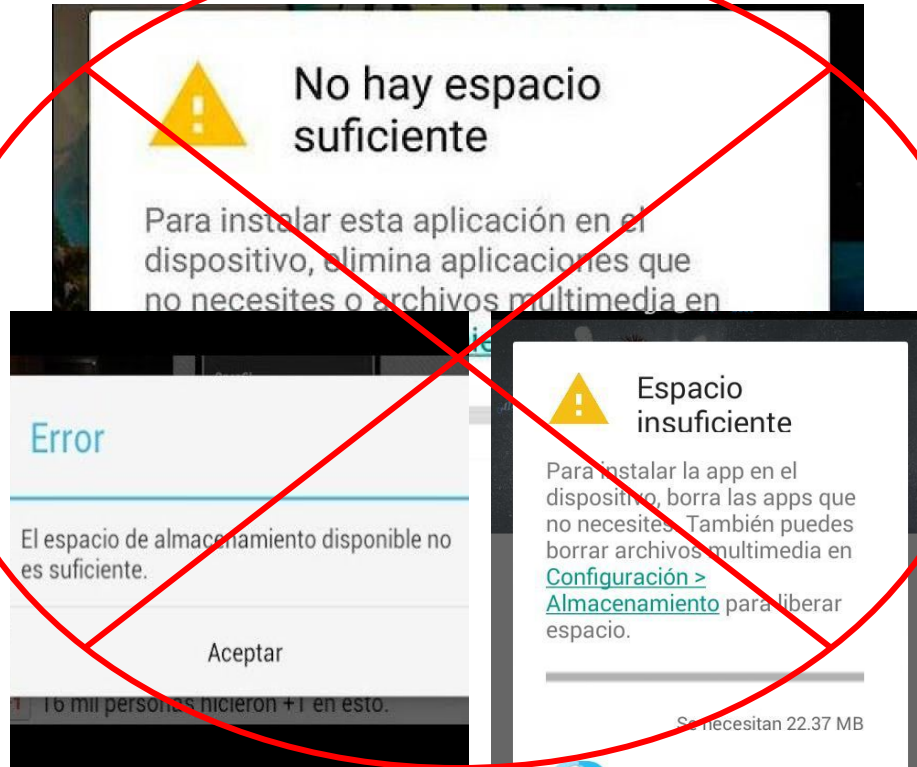 No hay espacio
suficiente
Para instalar esta aplicación en el
dispositivo, elimina aplicaciones que
no necesites o archivos multimedia en
Error
El espacio de almacenamiento disponible no
es suficiente.
Aceptar
16 mil personas hicieron +1 en esto.
Espacio
insuficiente
Para instalar la app en el
dispositivo, borra las apps que
no necesites. También puedes
borrar archivos multimedia en
Configuración >
Almacenamiento para liberar
espacio.
Se necesitan 22.37 MB